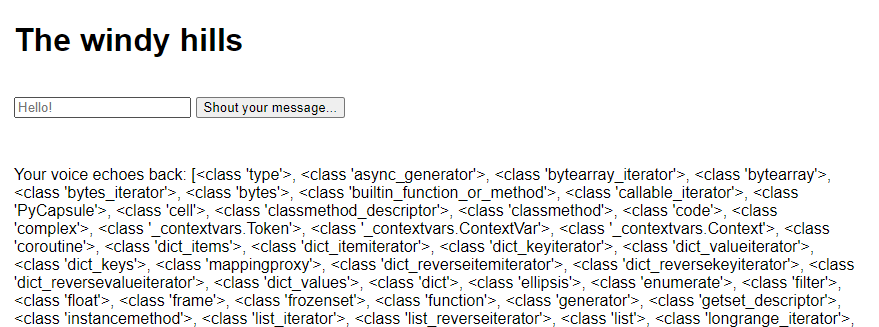 The windy hills
Hello! Shout your message...
Your voice echoes back: [<class 'type'>, <class 'async_generator'>, <class 'bytearray_iterator'>, <class 'bytearray'>,
<class 'bytes_iterator'>, <class 'bytes'>, <class 'builtin_function_or_method'>, <class 'callable_iterator'>, <class
'PyCapsule'>, <class 'cell'>, <class 'classmethod_descriptor'>, <class 'classmethod'>, <class 'code'>, <class
'complex'>, <class '_contextvars.Token'>, <class '_contextvars.ContextVar'>, <class '_contextvars.Context'>, <class
'coroutine'>, <class 'dict_items'>, <class 'dict_itemiterator'>, <class 'dict_keyiterator'>, <class 'dict_valueiterator'>,
<class 'dict_keys'>, <class 'mappingproxy'>, <class 'dict_reverseitemiterator'>, <class 'dict_reversekeyiterator'>, <class
'dict_reversevalueiterator'>, <class 'dict_values'>, <class 'dict'>, <class 'ellipsis'>, <class 'enumerate'>, <class 'filter'>,
<class 'float'>, <class 'frame'>, <class 'frozenset'>, <class 'function'>, <class 'generator'>, <class 'getset_descriptor'>,
<class 'instancemethod'>, <class 'list_iterator'>, <class 'list_reverseiterator'>, <class 'list'>, <class 'longrange_iterator'>,